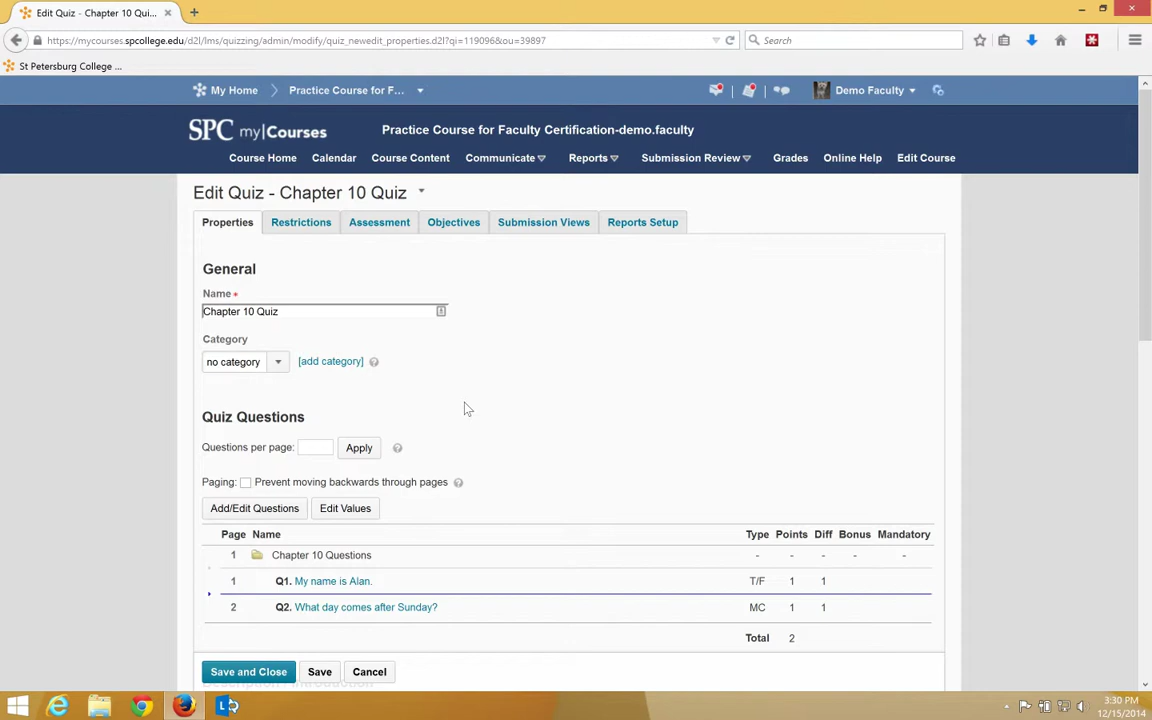 Edit Quiz - Chapter 10 Qui...
https://mycourses.spcollege.edu/d2l/lms/quizzing/admin/modify/quiz_newedit_properties.d2l?qi=119096&ou=39897
Search
St Petersburg College ...
My Home
Practice Course for F...
Demo Faculty
SPC my|Courses
Practice Course for Faculty Certification-demo.faculty
Course Home
Calendar
Course Content
Communicate
Reports
Submission Review
Grades
Online Help
Edit Course
Edit Quiz - Chapter 10 Quiz
Properties
Restrictions
Assessment
Objectives
Submission Views
Reports Setup
General
Name *
Chapter 10 Quiz
Category
no category
[add category]
Quiz Questions
Questions per page:
Apply
Paging:
Prevent moving backwards through pages
Add/Edit Questions
Edit Values
Page Name Type Points Diff Bonus Mandatory
1 Chapter 10 Questions - - - - -
1 Q1. My name is Alan. T/F 1 1
2 Q2. What day comes after Sunday? MC 1 1
Total 2
Save and Close
Save
Cancel
3:30 PM
12/15/2014